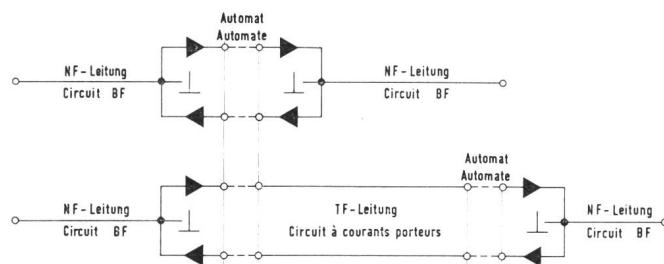 Automat
Automate
NF-Leitung
Circuit BF
NF-Leitung
Circuit BF
Automat
Automate
NF-Leitung
Circuit BF
TF-Leitung
Circuit à courants porteurs
NF-Leitung
Circuit BF